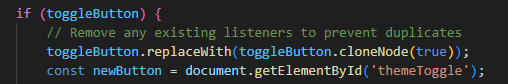 if (toggleButton) {
// Remove any existing listeners to prevent duplicates
toggleButton.replaceWith(toggleButton.cloneNode(true));
const newButton = document.getElementById('themeToggle');